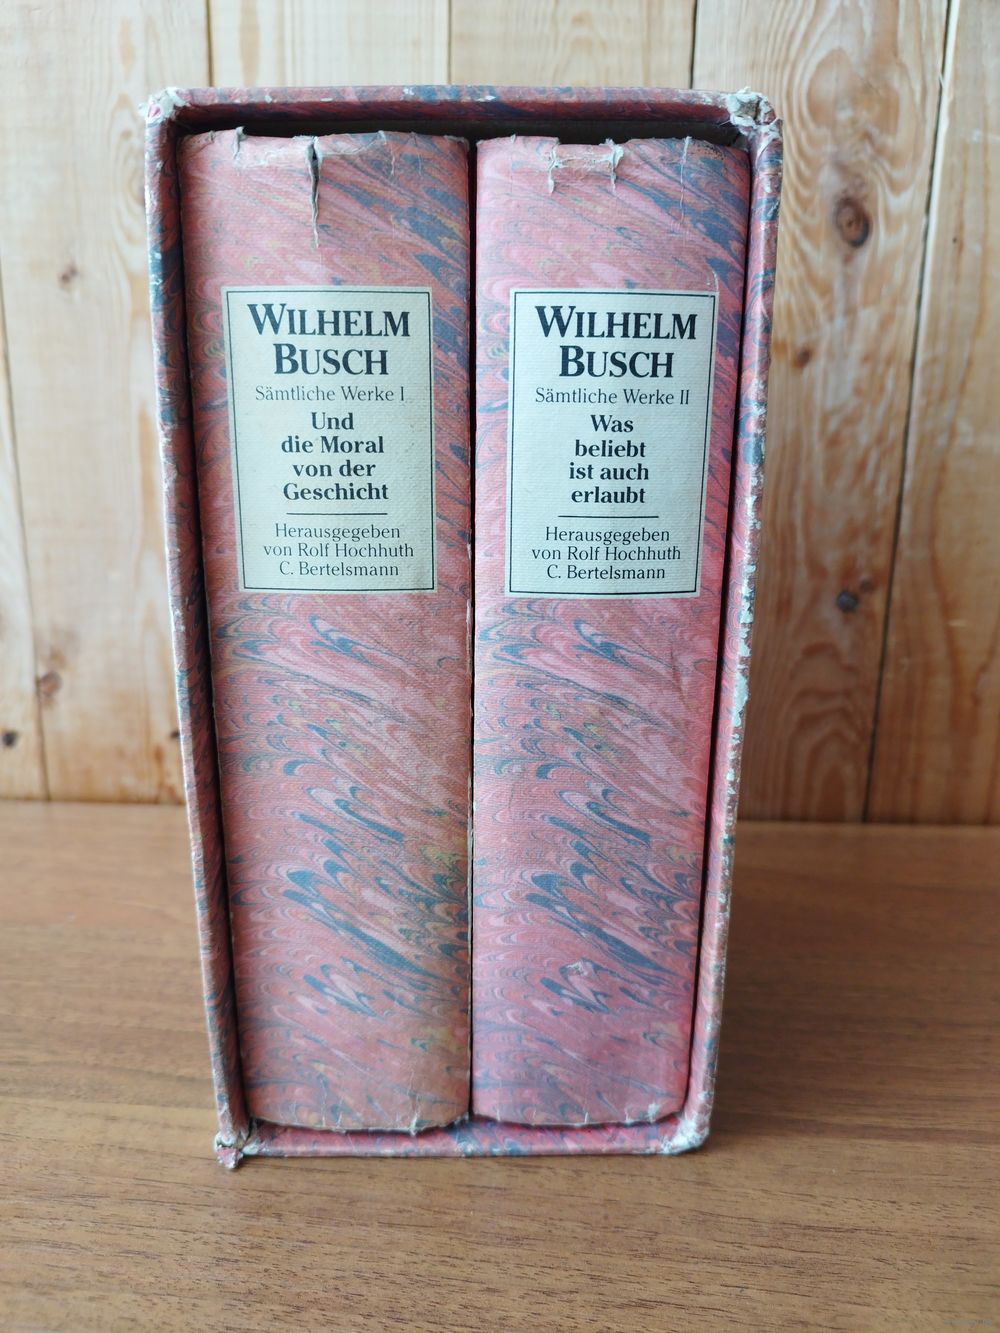 WILHELM
BUSCH
Sämtliche Werke I
Und
die Moral
von der
Geschicht
Herausgegeben
von Rolf Hochhuth
C. Bertelsmann
WILHELM
BUSCH
Sämtliche Werke II
Was
beliebt
ist auch
erlaubt
Herausgegeben
von Rolf Hochhuth
C. Bertelsmann